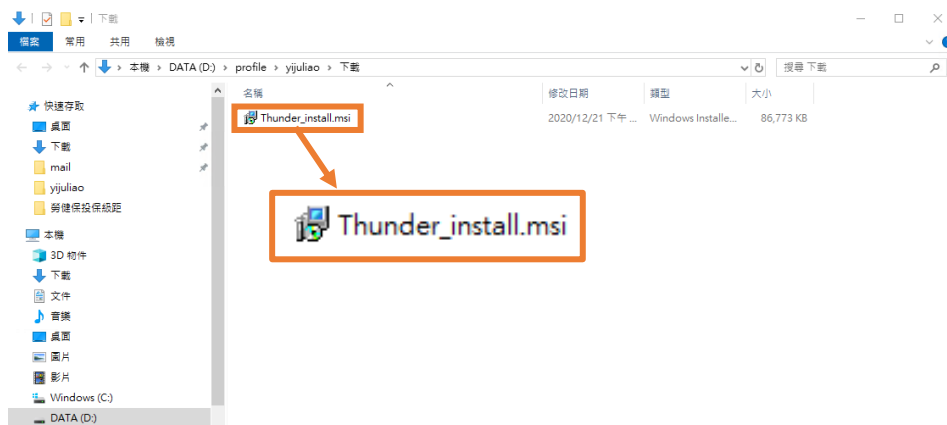 下載
檔案 常用 共用 檢視
本機 › DATA (D:) › profile › yijuliao › 下載
搜尋 下載
名稱 修改日期 類型 大小
快速存取
桌面
下載
mail
yijuliao
勞健保投保級距
本機
3D 物件
下載
文件
音樂
桌面
圖片
影片
Windows (C:)
DATA (D:)
Thunder_install.msi 2020/12/21 下午 ... Windows Installe... 86,773 KB
Thunder_install.msi